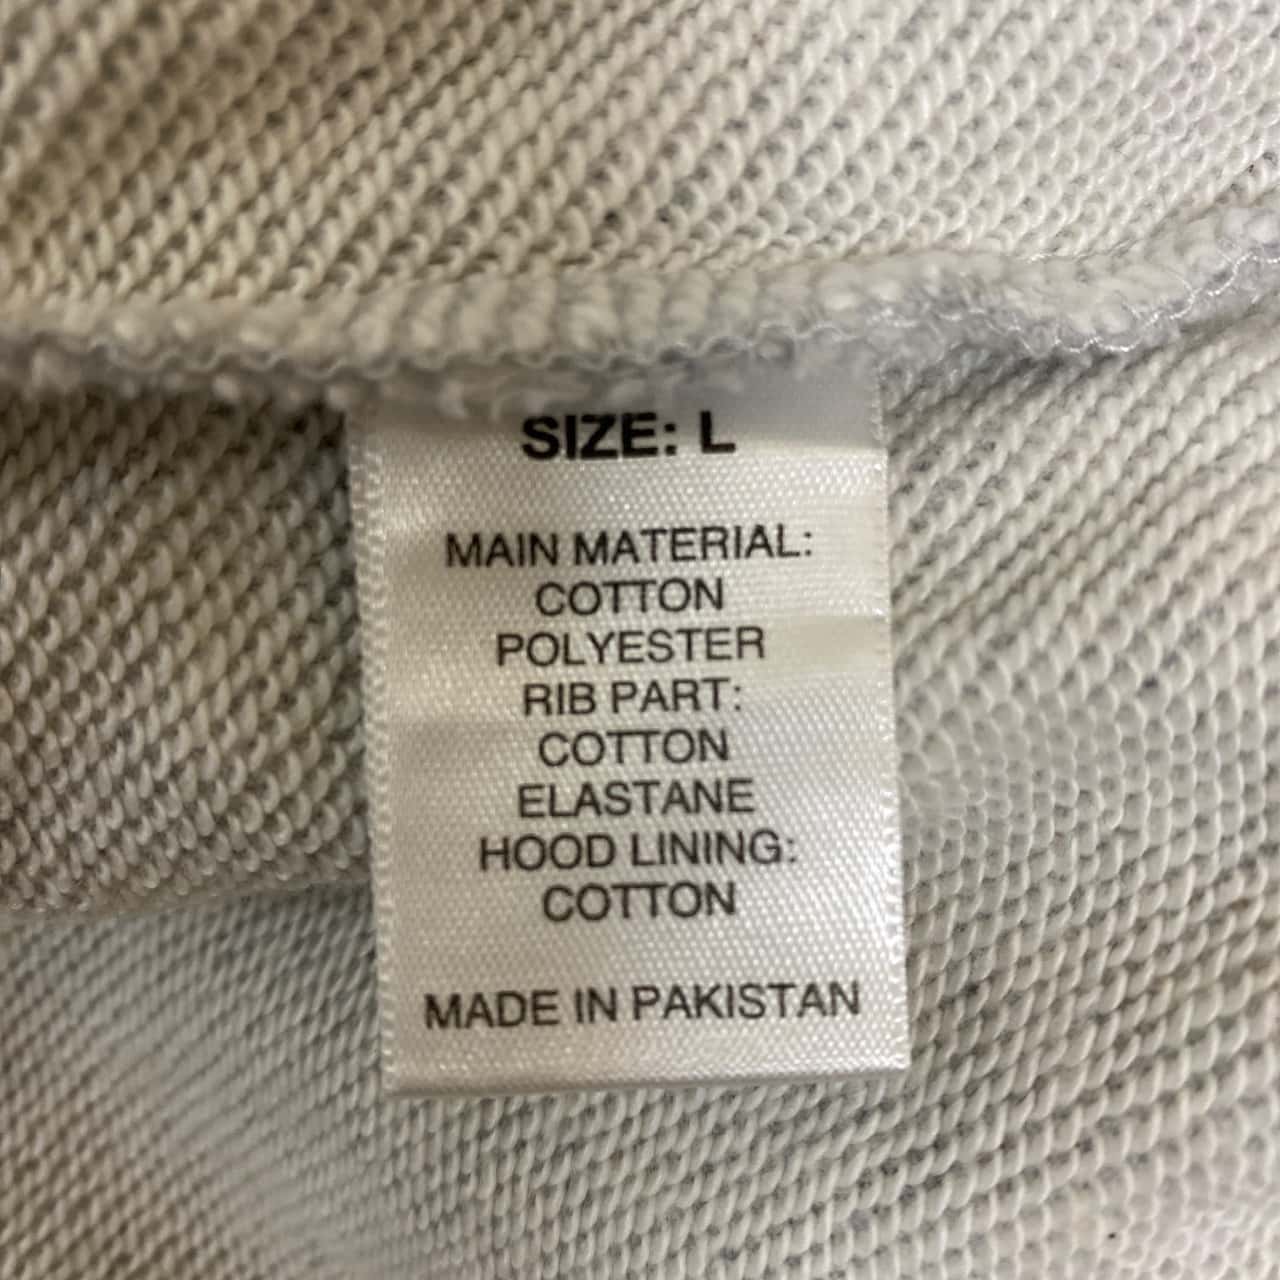 SIZE: L
MAIN MATERIAL:
COTTON
POLYESTER
RIB PART:
COTTON
ELASTANE
HOOD LINING:
COTTON
MADE IN PAKISTAN